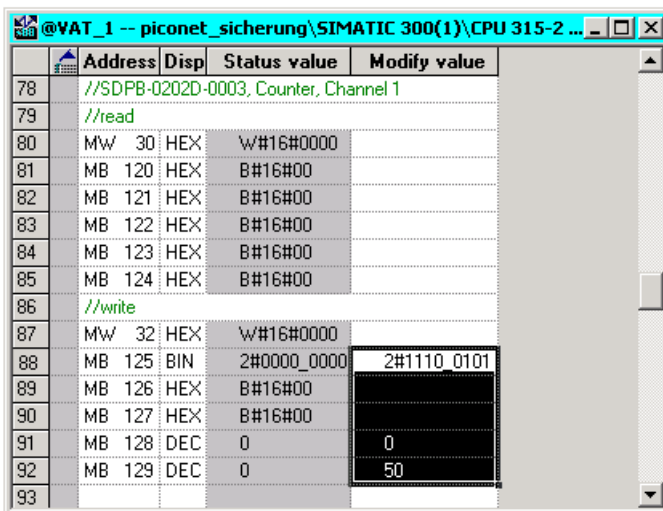 @VAT_1 -- piconet_sicherung\SIMATIC 300(1)\CPU 315-2 ...
Address Disp Status value Modify value
78 //SDPB-0202D-0003, Counter, Channel 1
79 //read
80 MW 30 HEX W#16#0000
81 MB 120 HEX B#16#00
82 MB 121 HEX B#16#00
83 MB 122 HEX B#16#00
84 MB 123 HEX B#16#00
85 MB 124 HEX B#16#00
86 //write
87 MW 32 HEX W#16#0000
88 MB 125 BIN 2#0000_0000 2#1110_0101
89 MB 126 HEX B#16#00
90 MB 127 HEX B#16#00
91 MB 128 DEC 0 0
92 MB 129 DEC 0 50
93